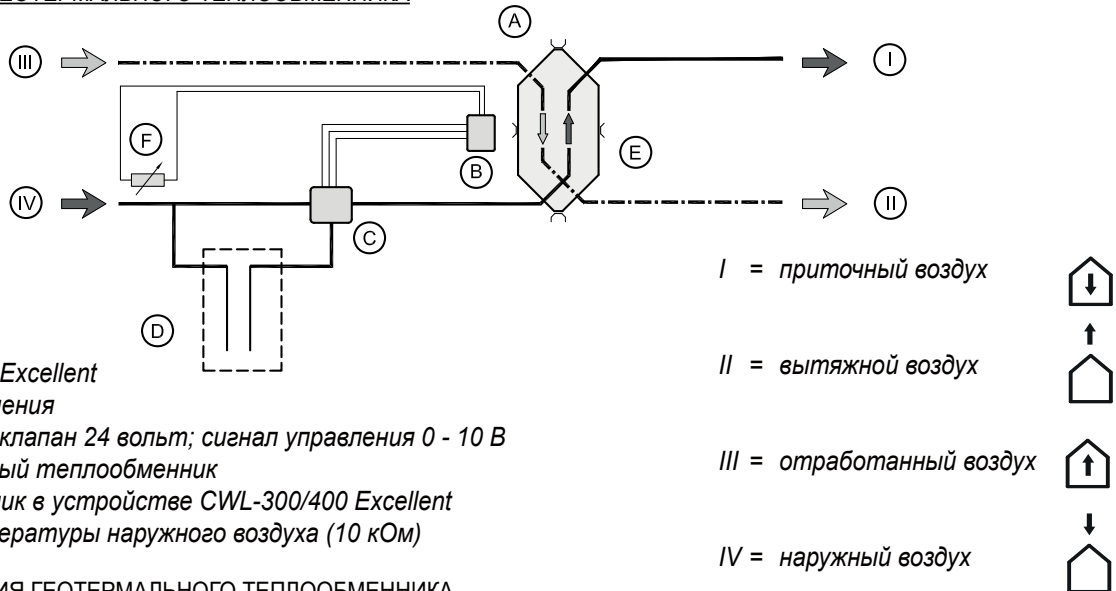 ЕОТЕРМАЛЬНОГО ТЕПЛООБМЕННИКА
A
III
I
F
B
E
IV
II
C
D
I = приточный воздух
II = вытяжной воздух
III = отработанный воздух
IV = наружный воздух
Excellent
ения
клапан 24 вольт; сигнал управления 0 - 10 В
ый теплообменник
ик в устройстве CWL-300/400 Excellent
ературы наружного воздуха (10 кОм)
ИЯ ГЕОТЕРМАЛЬНОГО ТЕПЛООБМЕННИКА